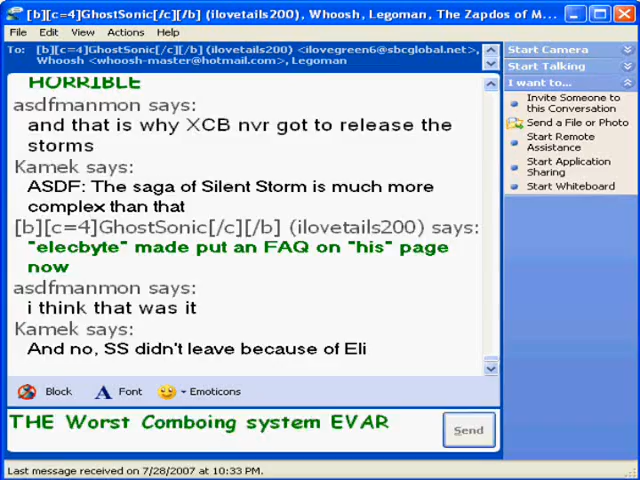 [b][c=4]GhostSonic[/c][/b] (ilovetails200), Whoosh, Legoman, The Zapdos of M...
File Edit View Actions Help
To: [b][c=4]GhostSonic[/c][/b] (ilovetails200) <ilovegreen6@sbcglobal.net>,
Whoosh <whoosh-master@hotmail.com>, Legoman
HORRIBLE
asdfmanmon says:
and that is why XCB nvr got to release the
storms
Kamek says:
ASDF: The saga of Silent Storm is much more
complex than that
[b][c=4]GhostSonic[/c][/b] (ilovetails200) says:
"elecbyte" made put an FAQ on "his" page
now
asdfmanmon says:
i think that was it
Kamek says:
And no, SS didn't leave because of Eli
Block Font Emoticons
THE Worst Comboing system EVAR
Send
Last message received on 7/28/2007 at 10:33 PM.
Start Camera
Start Talking
I want to...
Invite Someone to
this Conversation
Send a File or Photo
Start Remote
Assistance
Start Application
Sharing
Start Whiteboard